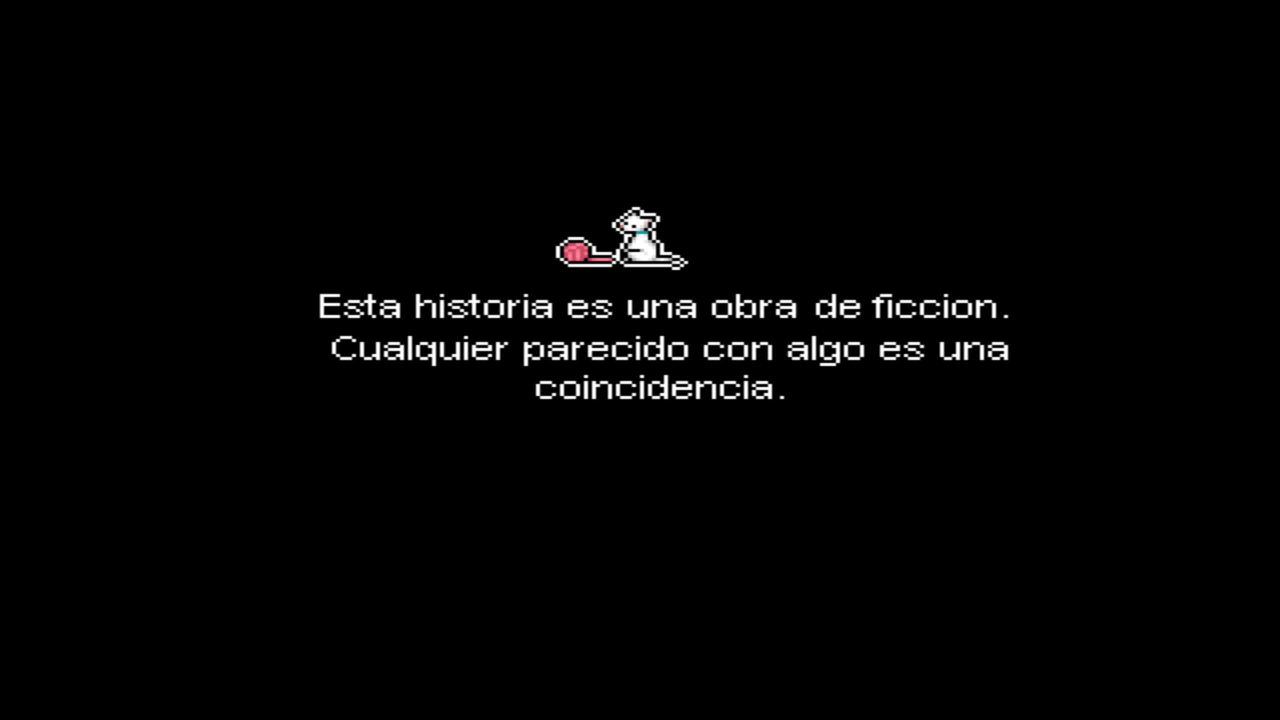 Esta historia es una obra de ficcion.
Cualquier parecido con algo es una
coincidencia.